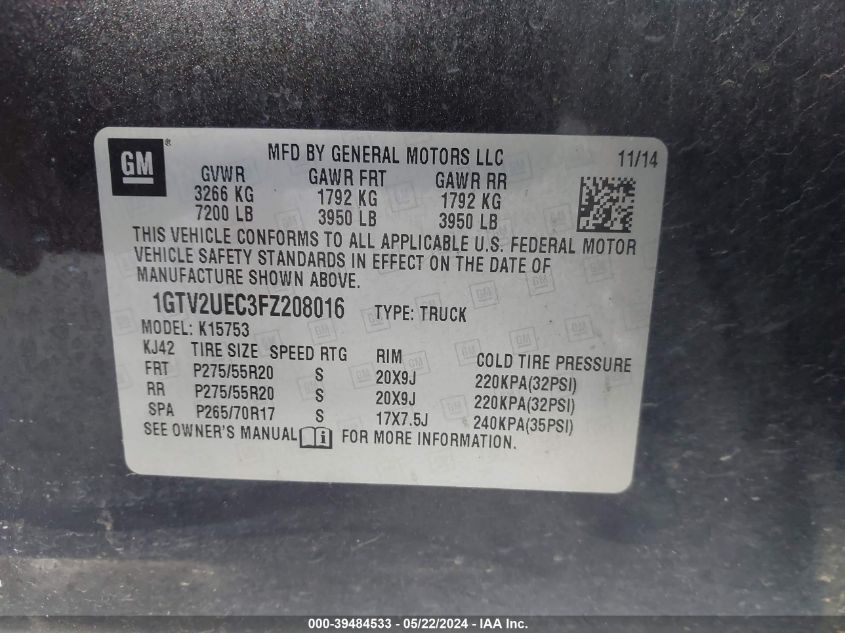 GM ® MFD BY GENERAL MOTORS LLC 11/14
GVWR GAWR FRT GAWR RR
3266 KG 1792 KG 1792 KG
7200 LB 3950 LB 3950 LB
THIS VEHICLE CONFORMS TO ALL APPLICABLE U.S. FEDERAL MOTOR
VEHICLE SAFETY STANDARDS IN EFFECT ON THE DATE OF
MANUFACTURE SHOWN ABOVE.
1GTV2UEC3FZ208016 TYPE: TRUCK
MODEL: K15753
KJ42 TIRE SIZE SPEED RTG RIM COLD TIRE PRESSURE
FRT P275/55R20 S 20X9J 220KPA(32PSI)
RR P275/55R20 S 20X9J 220KPA(32PSI)
SPA P265/70R17 S 17X7.5J 240KPA(35PSI)
SEE OWNER'S MANUAL i FOR MORE INFORMATION.
000-39484533 - 05/22/2024 - IAA Inc.